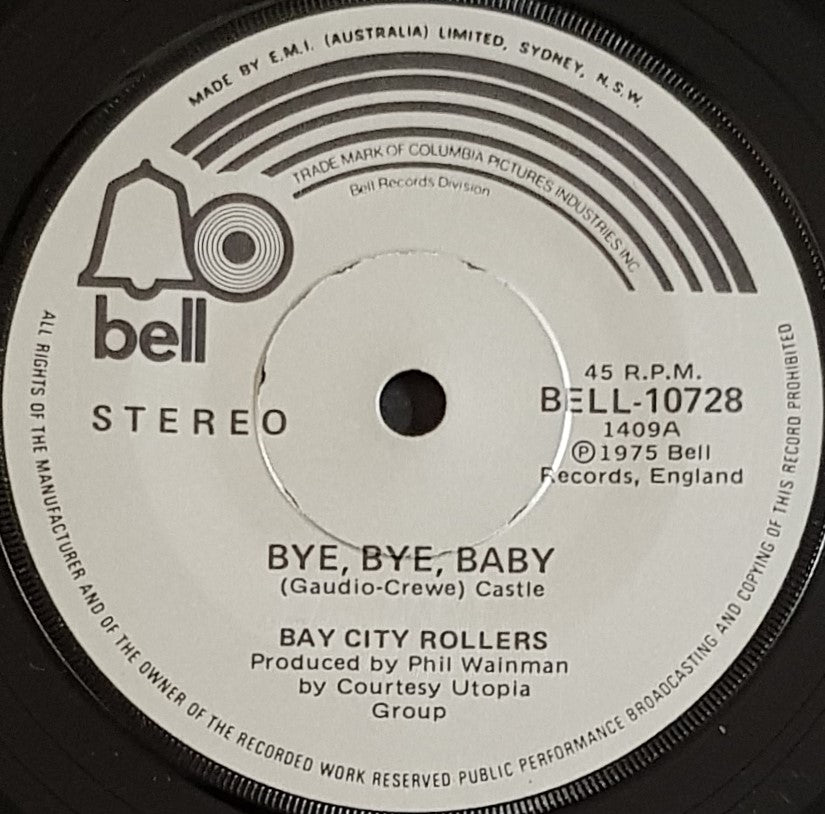 MADE BY E.M.I. (AUSTRALIA) LIMITED, SYDNEY, N.S.W.
TRADE MARK OF COLUMBIA PICTURES INDUSTRIES INC
Bell Records Division
bell
STEREO
45 R.P.M.
BELL-10728
1409A
Ⓟ1975 Bell
Records, England
BYE, BYE, BABY
(Gaudio-Crewe) Castle
BAY CITY ROLLERS
Produced by Phil Wainman
by Courtesy Utopia
Group
ALL RIGHTS OF THE MANUFACTURER AND OF THE OWNER OF THE RECORDED WORK RESERVED PUBLIC PERFORMANCE BROADCASTING AND COPYING OF THIS RECORD PROHIBITED